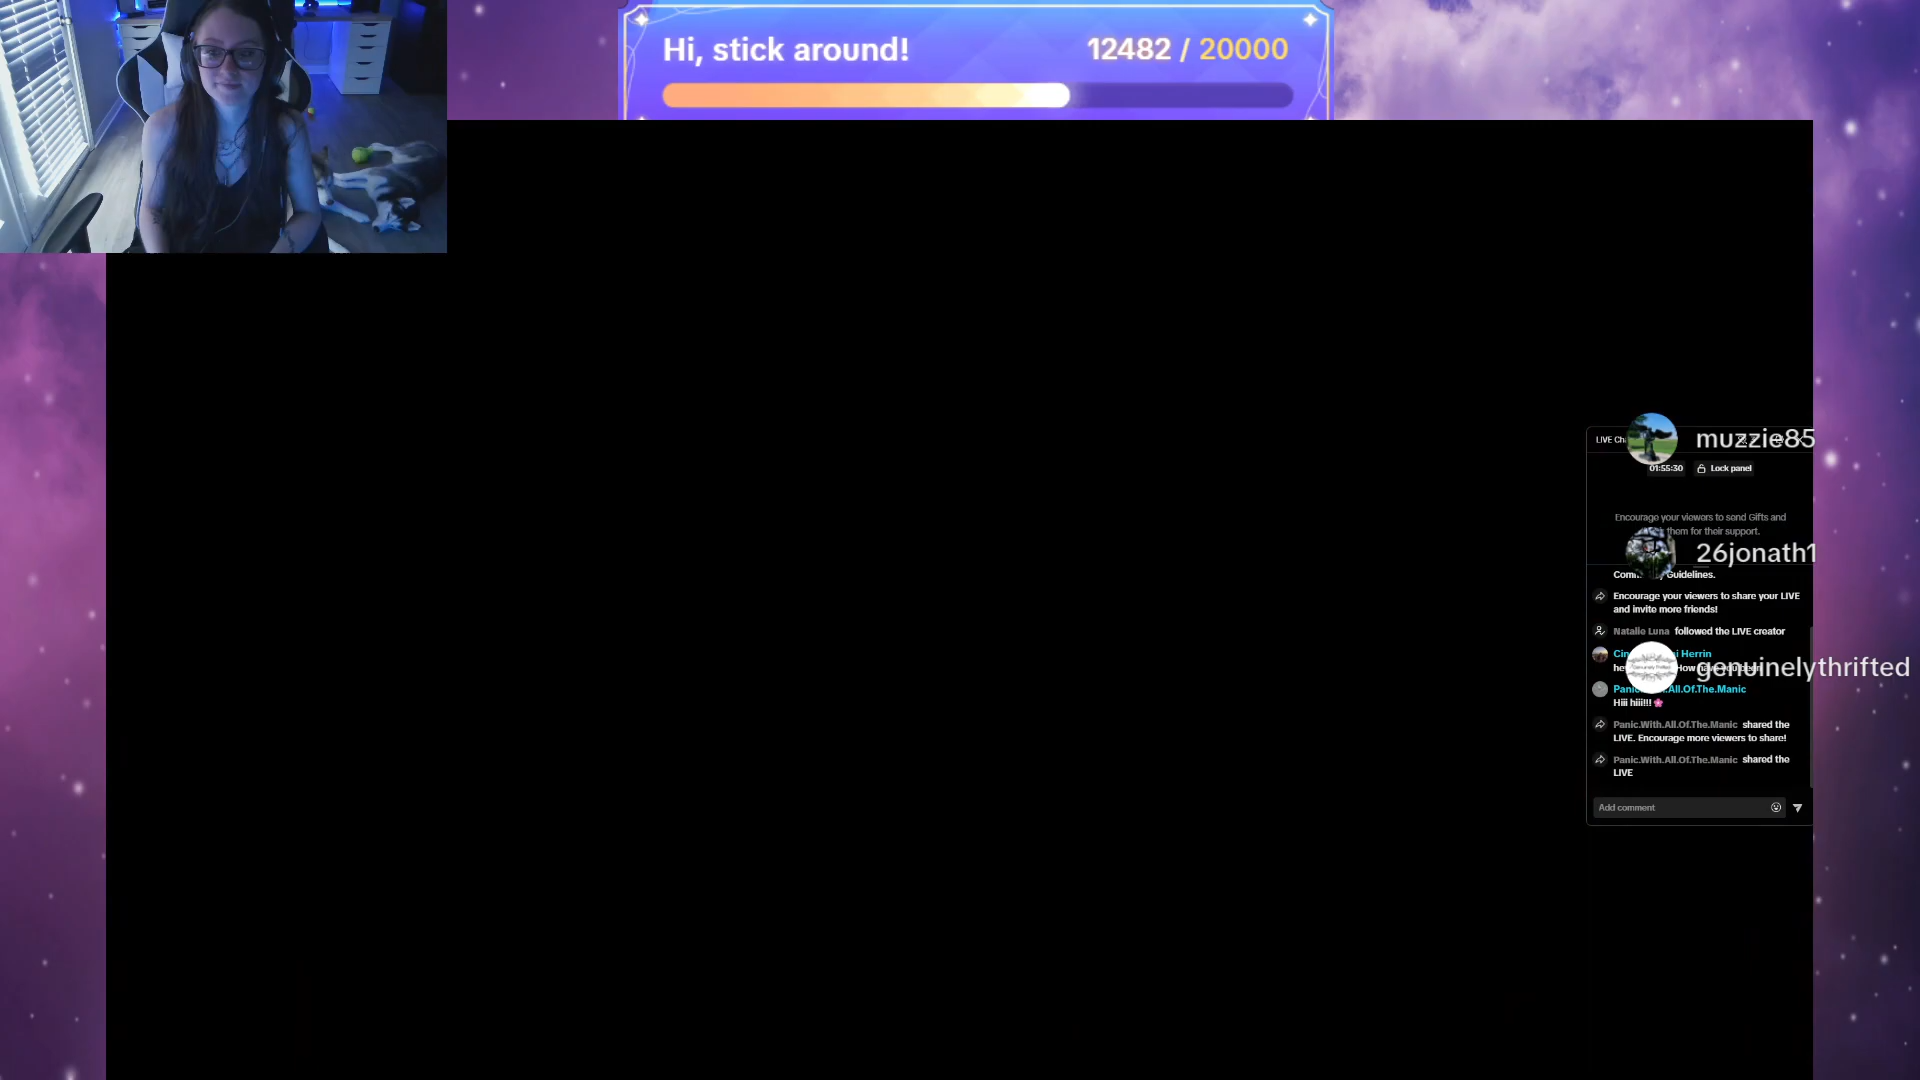 Hi, stick around!
12482 / 20000
muzzie85
LIVE
01:55:30
Lock panel
Encourage your viewers to send Gifts and
them for their support.
26jonath1
Guidelines.
Encourage your viewers to share your LIVE
and invite more friends!
Natalie Luna followed the LIVE creator
Herrin
genuinelythrifted
All.Of.The.Manic
Hiii hiii!!! 🌸
Panic.With.All.Of.The.Manic shared the
LIVE. Encourage more viewers to share!
Panic.With.All.Of.The.Manic shared the
LIVE
Add comment